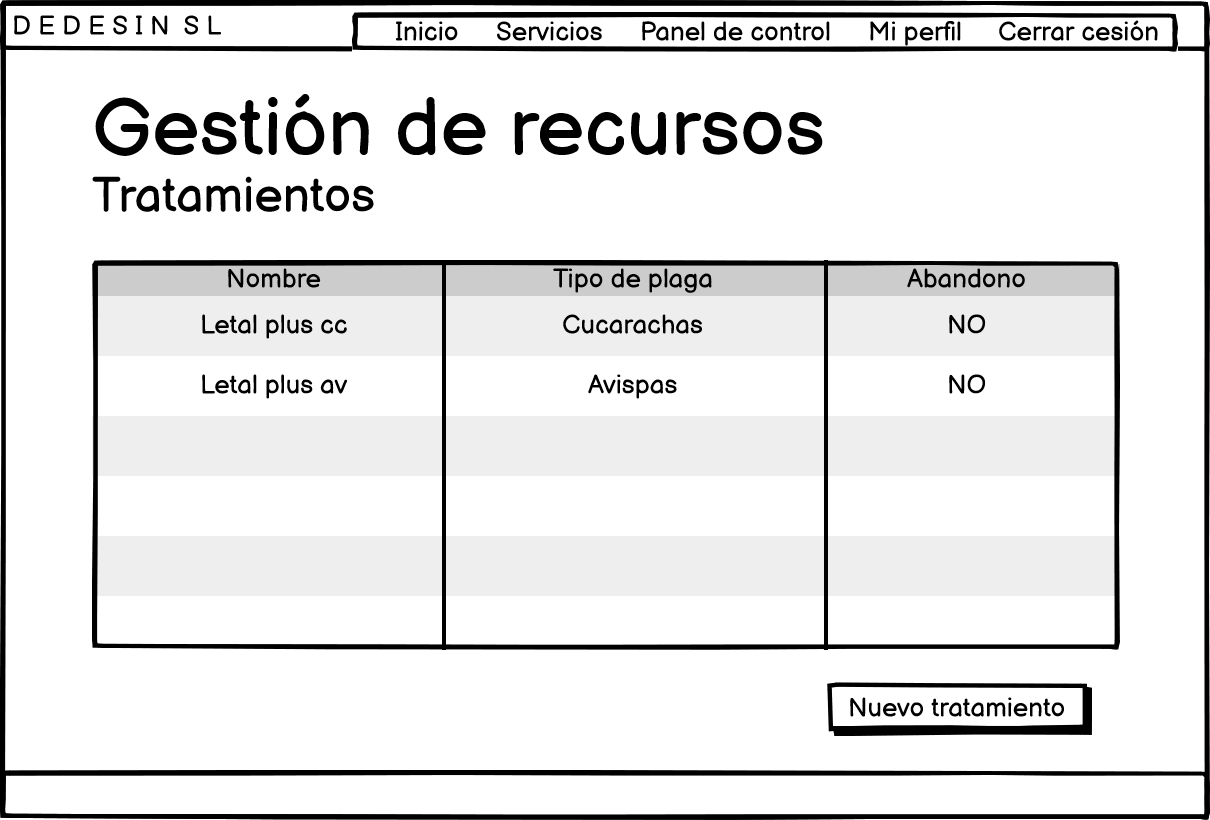 DEDESIN SL
Inicio Servicios Panel de control Mi perfil Cerrar cesión
Gestión de recursos
Tratamientos
Nombre Tipo de plaga Abandono
Letal plus cc Cucarachas NO
Letal plus av Avispas NO
Nuevo tratamiento